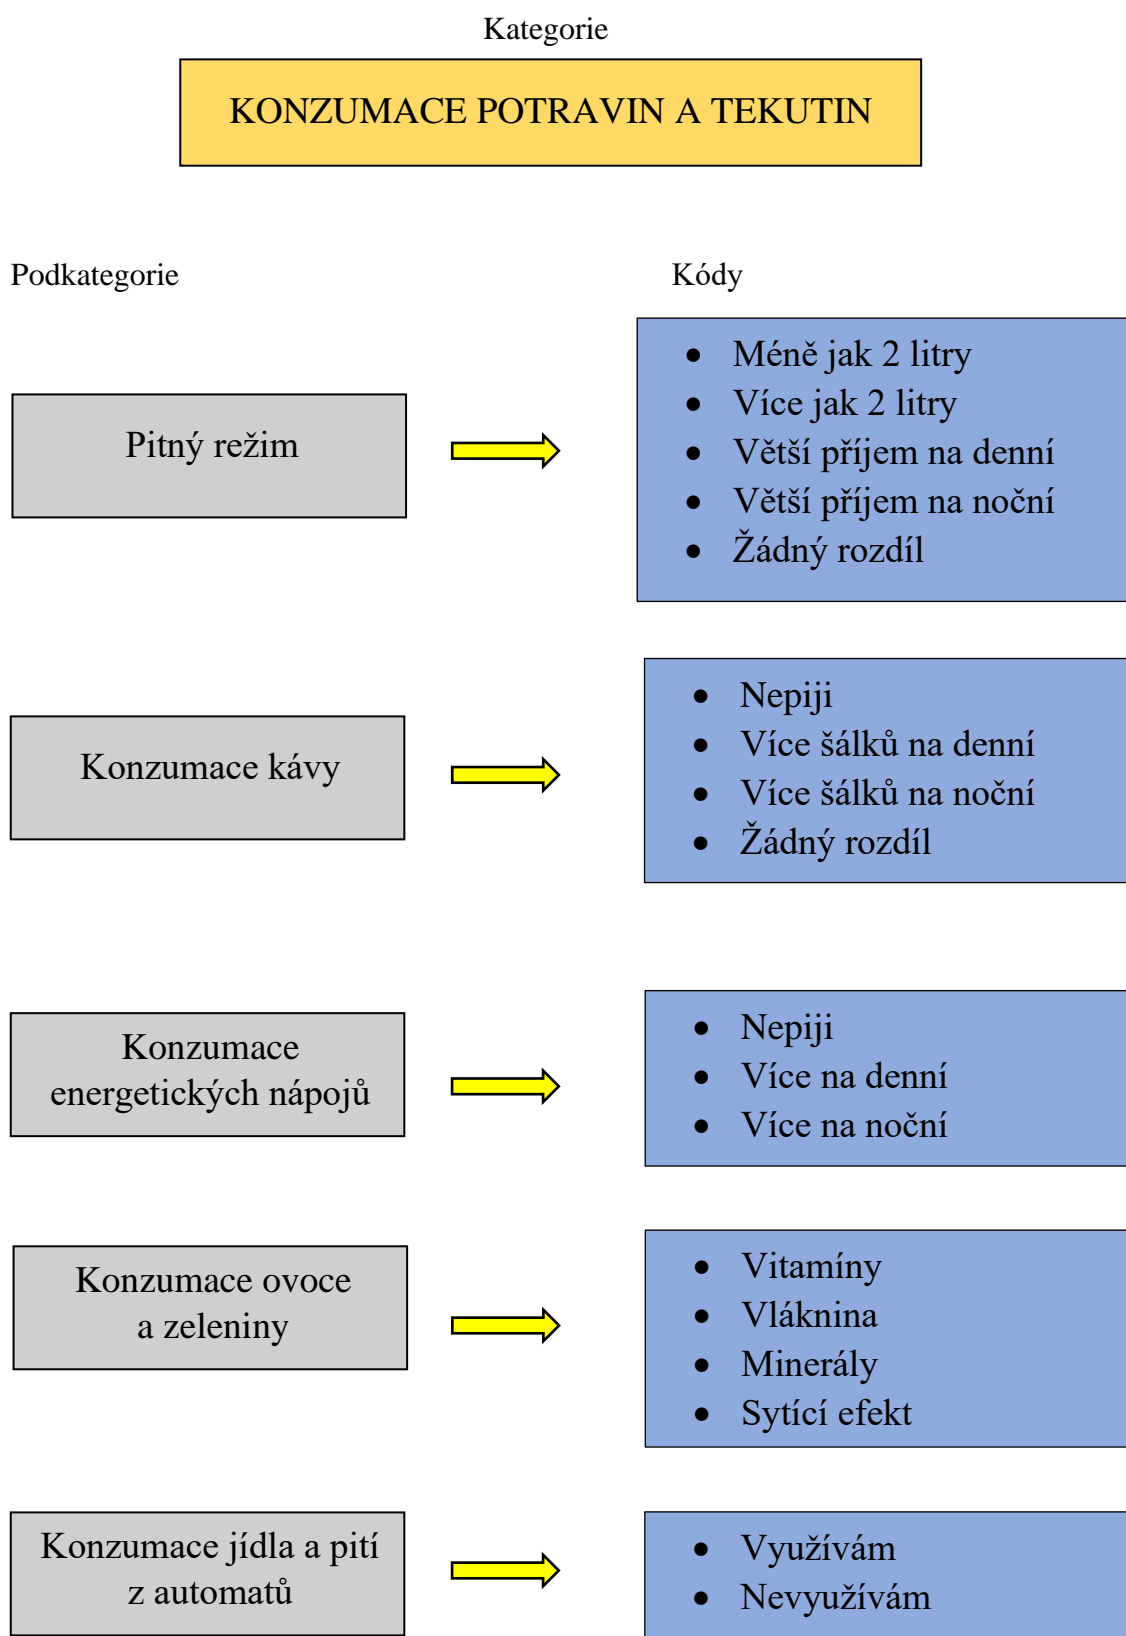 Kategorie
KONZUMACE POTRAVIN A TEKUTIN
Podkategorie
Kódy
Pitný režim
• Méně jak 2 litry
• Více jak 2 litry
• Větší příjem na denní
• Větší příjem na noční
• Žádný rozdíl
Konzumace kávy
• Nepiji
• Více šálků na denní
• Více šálků na noční
• Žádný rozdíl
Konzumace
energetických nápojů
• Nepiji
• Více na denní
• Více na noční
Konzumace ovoce
a zeleniny
• Vitamíny
• Vláknina
• Minerály
• Sytící efekt
Konzumace jídla a pití
z automatů
• Využívám
• Nevyužívám